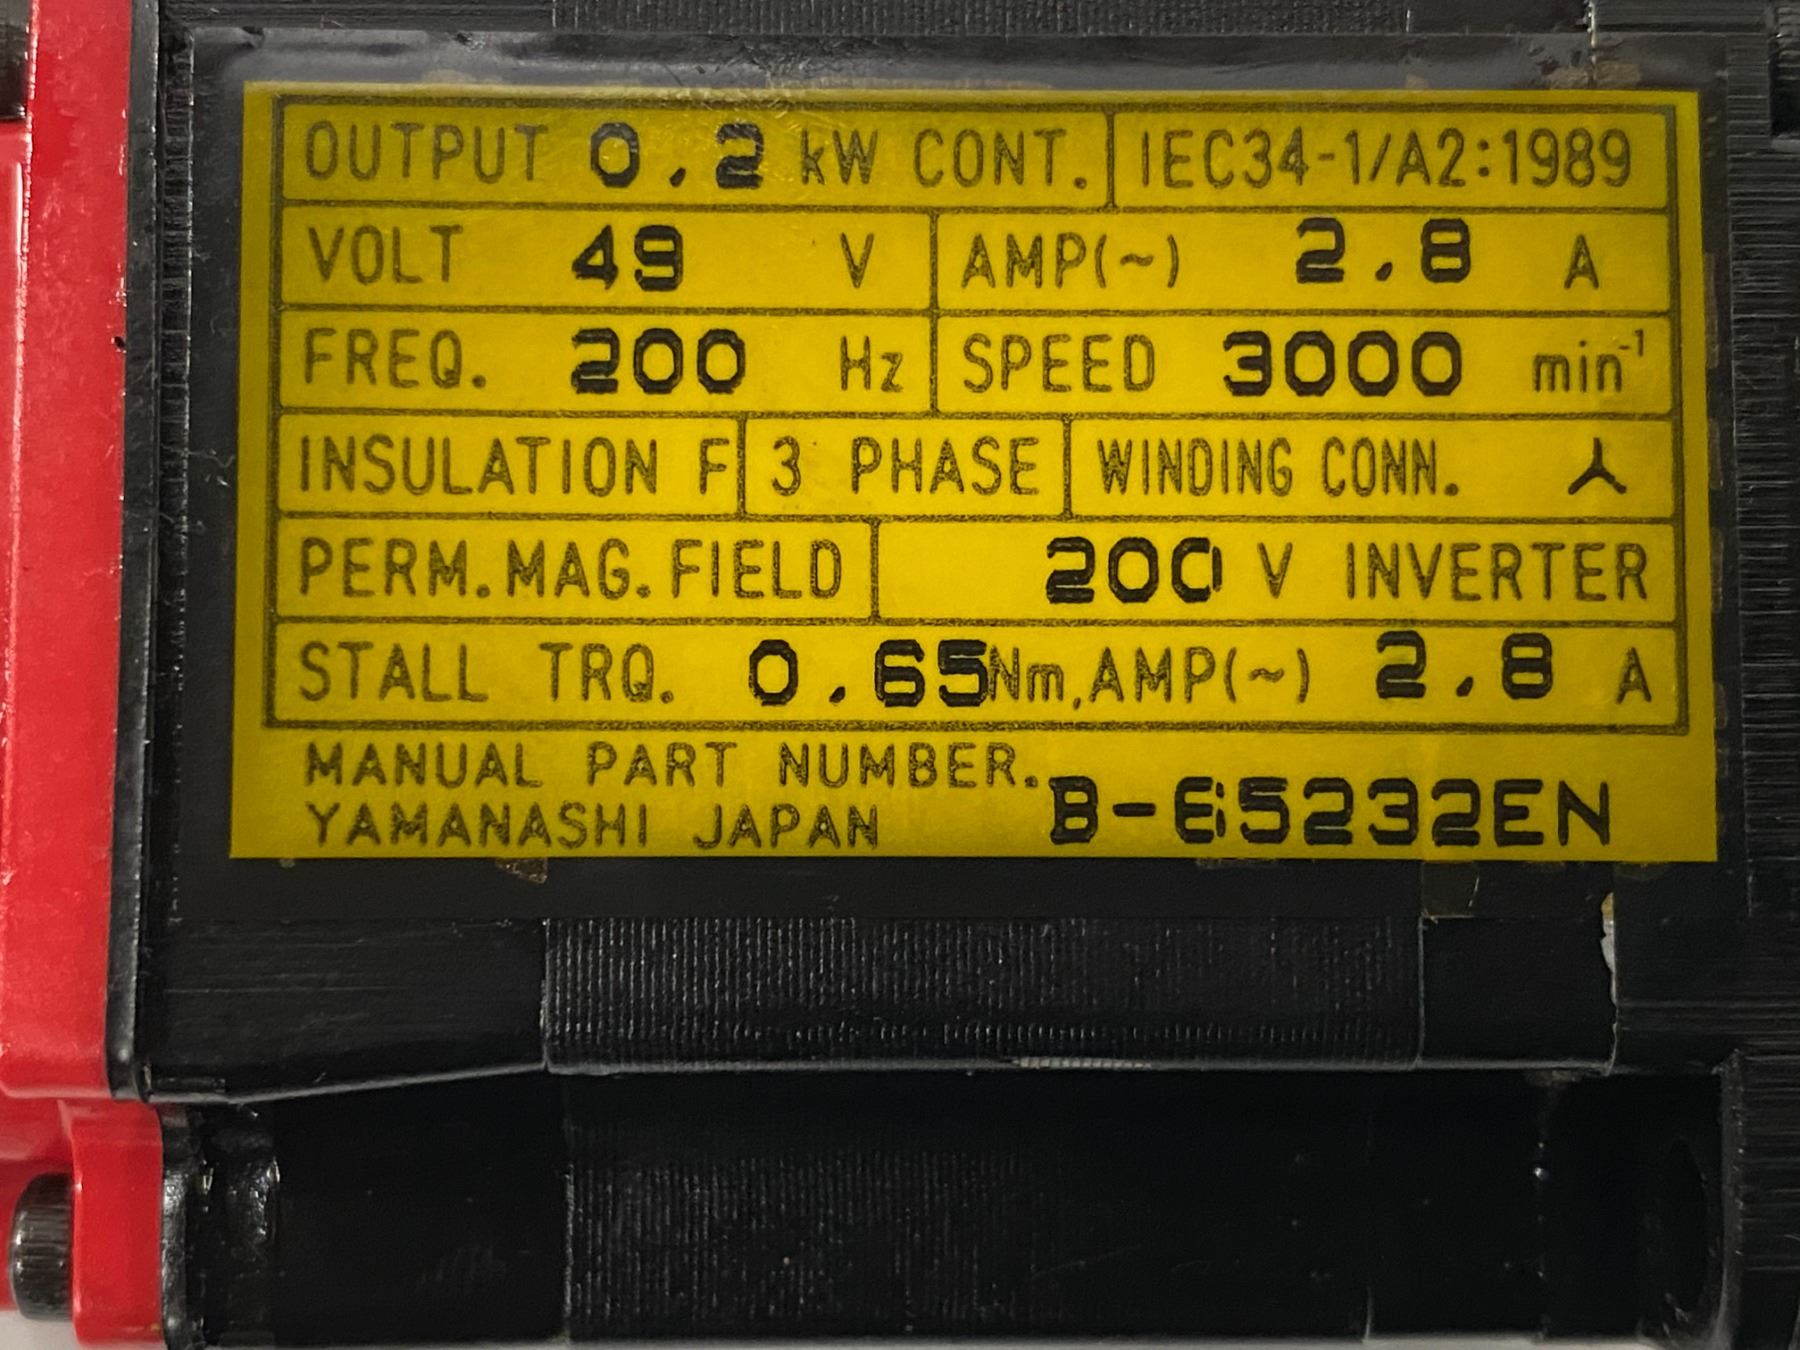 OUTPUT 0.2 kW CONT. IEC34-1/A2:1989
VOLT 49 V AMP(~) 2.8 A
FREQ. 200 Hz SPEED 3000 min⁻¹
INSULATION F 3 PHASE WINDING CONN.
PERM.MAG.FIELD 200 V INVERTER
STALL TRQ. 0.65Nm,AMP(~) 2.8 A
MANUAL PART NUMBER.
YAMANASHI JAPAN B-65232EN